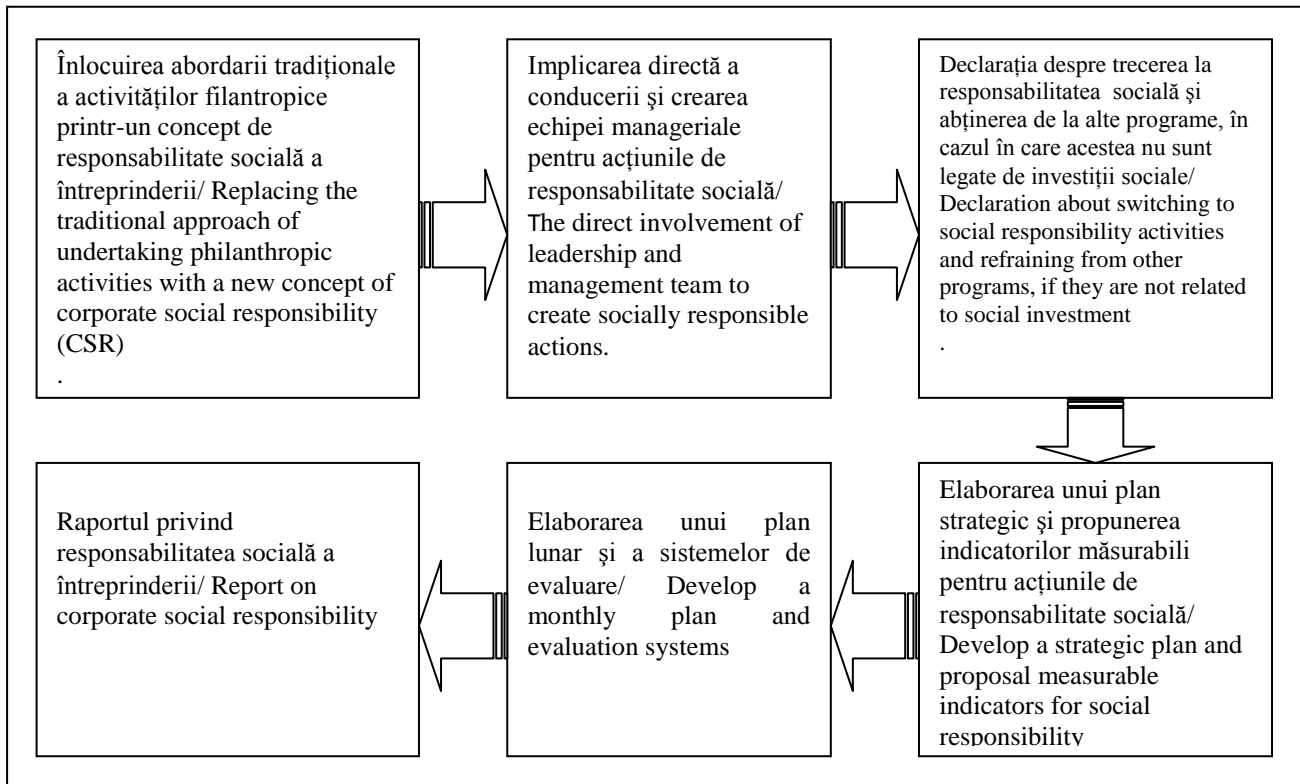 Înlocuirea abordarii tradiționale
a activităților filantropice
printr-un concept de
responsabilitate socială a
întreprinderii/ Replacing the
traditional approach of
undertaking philanthropic
activities with a new concept of
corporate social responsibility
(CSR)
.
Implicarea directă a
conducerii şi crearea
echipei manageriale
pentru acțiunile de
responsabilitate socială/
The direct involvement of
leadership and
management team to
create socially responsible
actions.
Declarația despre trecerea la
responsabilitatea socială şi
abținerea de la alte programe, în
cazul în care acestea nu sunt
legate de investiții sociale/
Declaration about switching to
social responsibility activities
and refraining from other
programs, if they are not related
to social investment
.
Elaborarea unui plan
strategic şi propunerea
indicatorilor măsurabili
pentru acțiunile de
responsabilitate socială/
Develop a strategic plan and
proposal measurable
indicators for social
responsibility
Elaborarea unui plan
lunar şi a sistemelor de
evaluare/ Develop a
monthly plan and
evaluation systems
Raportul privind
responsabilitatea socială a
întreprinderii/ Report on
corporate social responsibility